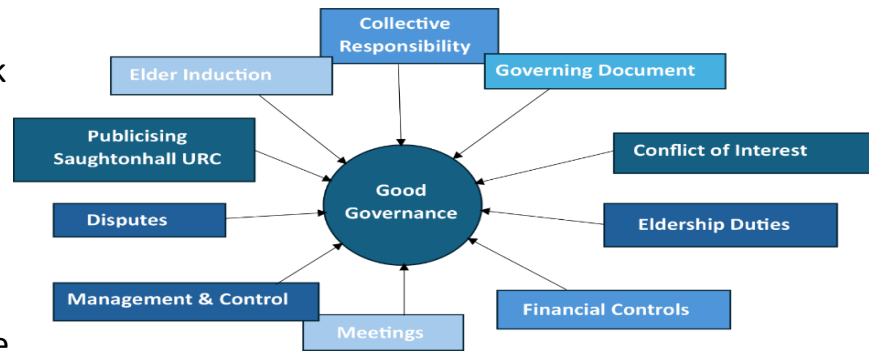 Collective
Responsibility
k
Elder Induction
Governing Document
Publicising
Saughtonhall URC
Conflict of Interest
Good
Governance
Disputes
Eldership Duties
Management & Control
Financial Controls
Meetings
e